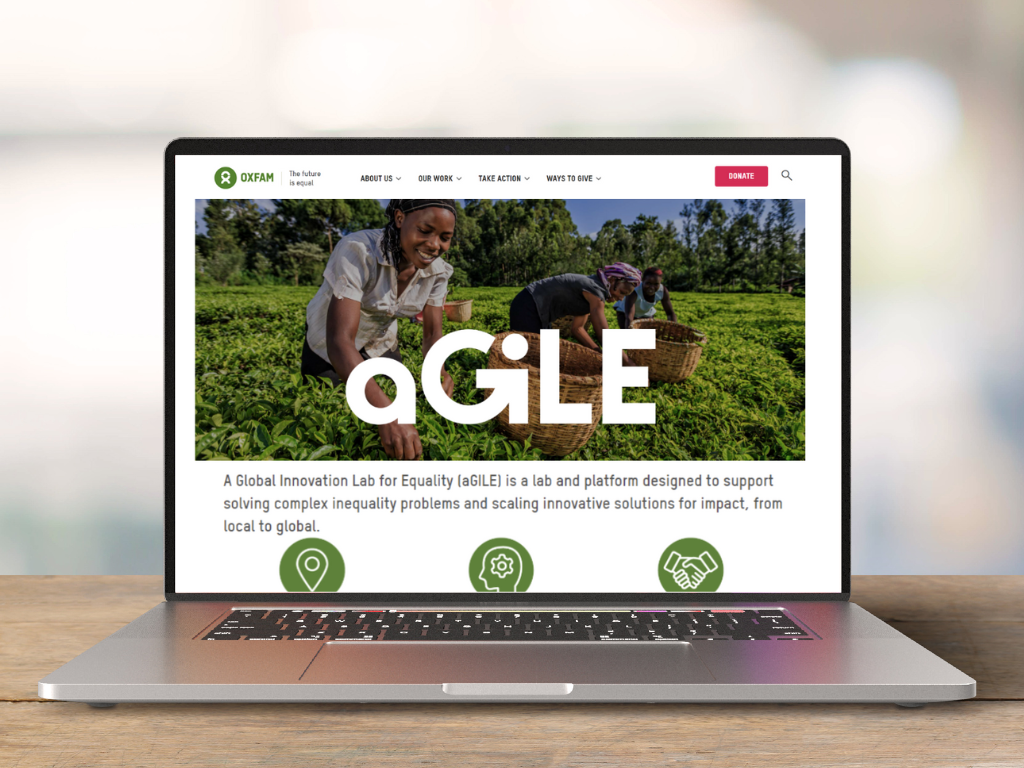 OXFAM
The future
is equal
ABOUT US
OUR WORK
TAKE ACTION
WAYS TO GIVE
DONATE
aGiLE
A Global Innovation Lab for Equality (aGILE) is a lab and platform designed to support
solving complex inequality problems and scaling innovative solutions for impact, from
local to global.